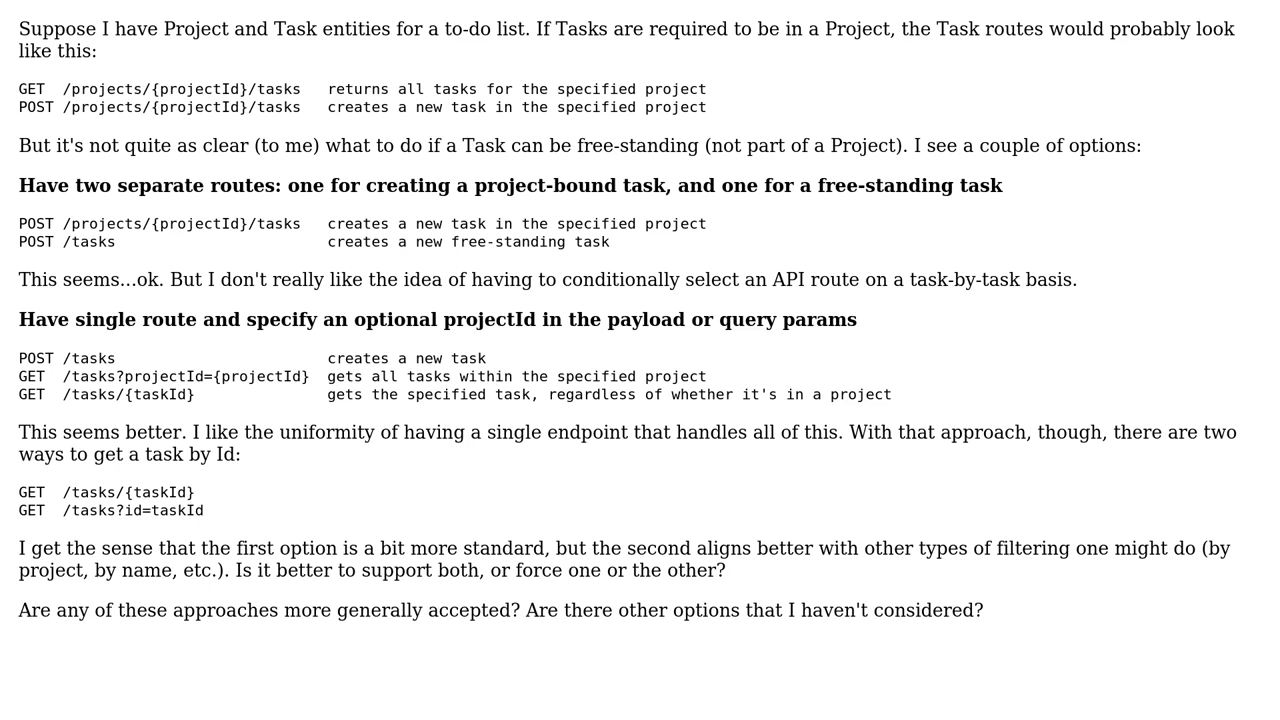 Suppose I have Project and Task entities for a to-do list. If Tasks are required to be in a Project, the Task routes would probably look
like this:
GET  /projects/{projectId}/tasks   returns all tasks for the specified project
POST /projects/{projectId}/tasks   creates a new task in the specified project
But it's not quite as clear (to me) what to do if a Task can be free-standing (not part of a Project). I see a couple of options:
Have two separate routes: one for creating a project-bound task, and one for a free-standing task
POST /projects/{projectId}/tasks   creates a new task in the specified project
POST /tasks                        creates a new free-standing task
This seems...ok. But I don't really like the idea of having to conditionally select an API route on a task-by-task basis.
Have single route and specify an optional projectId in the payload or query params
POST /tasks                        creates a new task
GET  /tasks?projectId={projectId}  gets all tasks within the specified project
GET  /tasks/{taskId}               gets the specified task, regardless of whether it's in a project
This seems better. I like the uniformity of having a single endpoint that handles all of this. With that approach, though, there are two
ways to get a task by Id:
GET  /tasks/{taskId}
GET  /tasks?id=taskId
I get the sense that the first option is a bit more standard, but the second aligns better with other types of filtering one might do (by
project, by name, etc.). Is it better to support both, or force one or the other?
Are any of these approaches more generally accepted? Are there other options that I haven't considered?